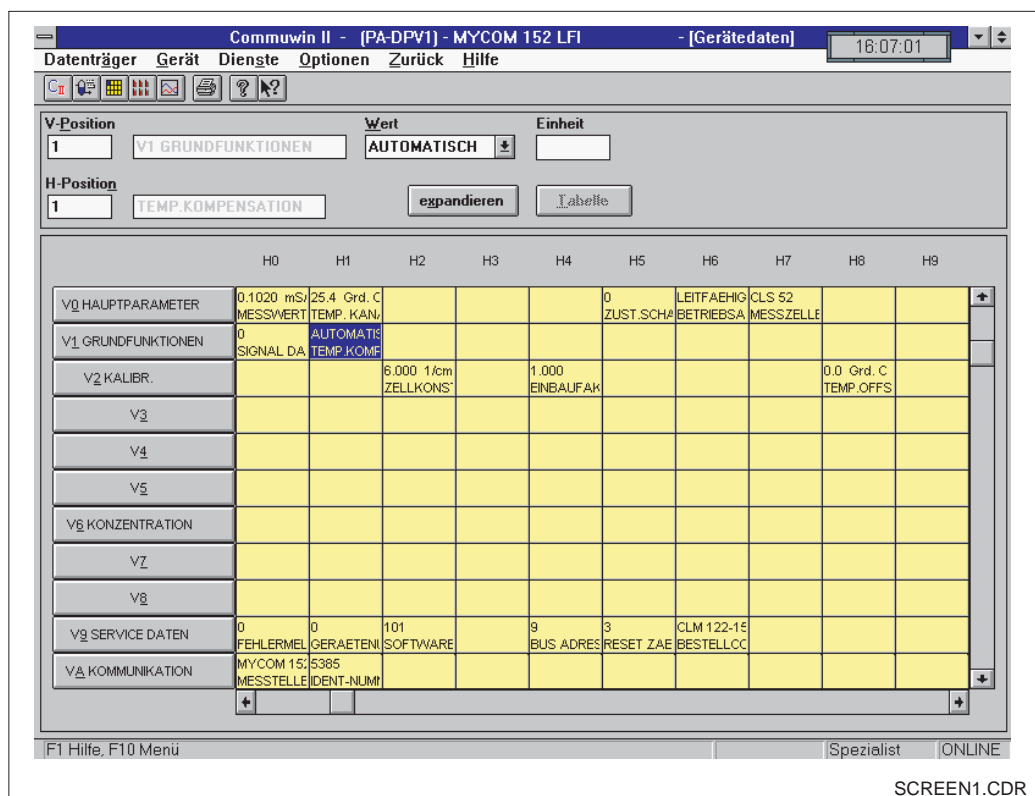 Commuwin II - (PA-DPV1) - MYCOM 152 LFI - [Gerätedaten]
16:07:01
Datenträger Gerät Dienste Optionen Zurück Hilfe
V-Position Wert Einheit
1 V1 GRUNDFUNKTIONEN AUTOMATISCH
H-Position
1 TEMP.KOMPENSATION expandieren Tabelle
H0 H1 H2 H3 H4 H5 H6 H7 H8 H9
V0 HAUPTPARAMETER
0.1020 mS/ 25.4 Grd. C 0 LEITFAEHIG CLS 52
MESSWERT TEMP. KAN ZUST.SCHA BETRIEBSA MESSZELLE
V1 GRUNDFUNKTIONEN
0 AUTOMATIS
SIGNAL DA TEMP.KOMP
V2 KALIBR.
6.000 1/cm 1.000 0.0 Grd. C
ZELLKONST EINBAUFAK TEMP.OFFS
V3
V4
V5
V6 KONZENTRATION
V7
V8
V9 SERVICE DATEN
0 0 101 9 3 CLM 122-15
FEHLERMEL GERAETENU SOFTWARE BUS ADRES RESET ZAE BESTELLCO
VA KOMMUNIKATION
MYCOM 152 5385
MESSTELLE IDENT-NUMM
F1 Hilfe, F10 Menü Spezialist ONLINE
SCREEN1.CDR